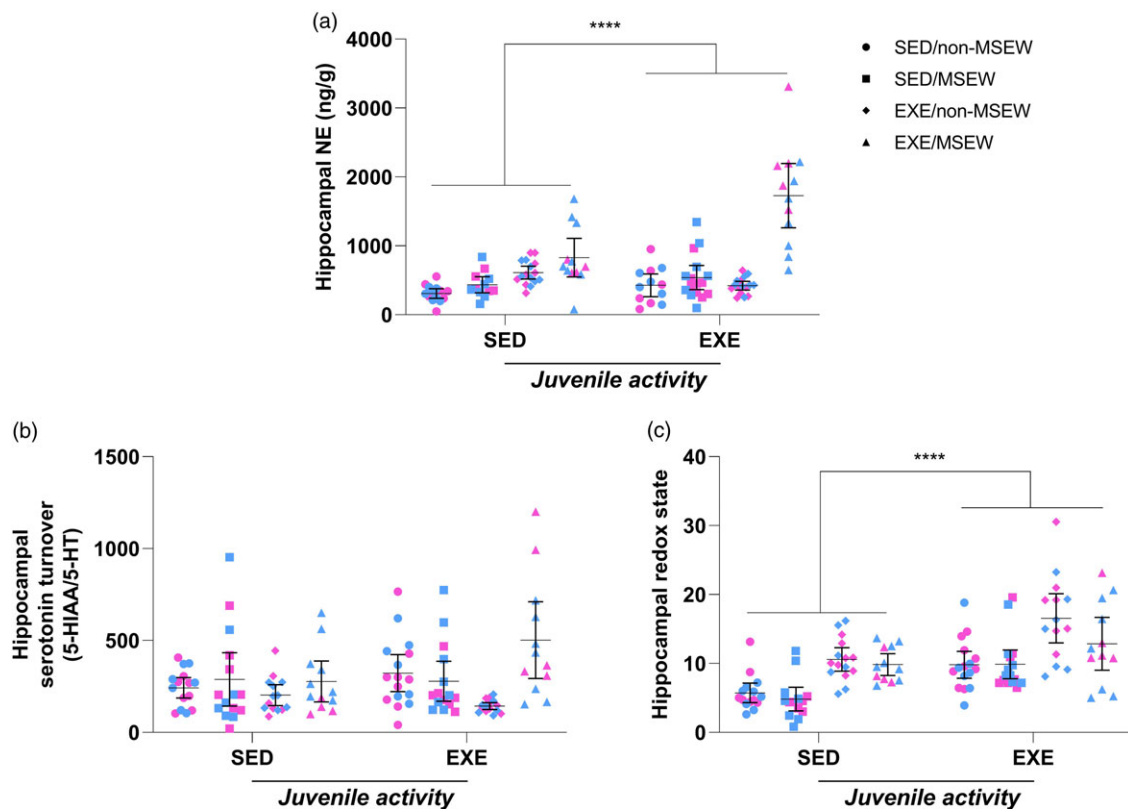 (a)
****
Hippocampal NE (ng/g)
4000
3000
2000
1000
0
SED
EXE
Juvenile activity
SED/non-MSEW
SED/MSEW
EXE/non-MSEW
EXE/MSEW
(b)
Hippocampal
serotonin turnover
(5-HIAA/5-HT)
1500
1000
500
0
SED
EXE
Juvenile activity
(c)
****
Hippocampal redox state
40
30
20
10
0
SED
EXE
Juvenile activity